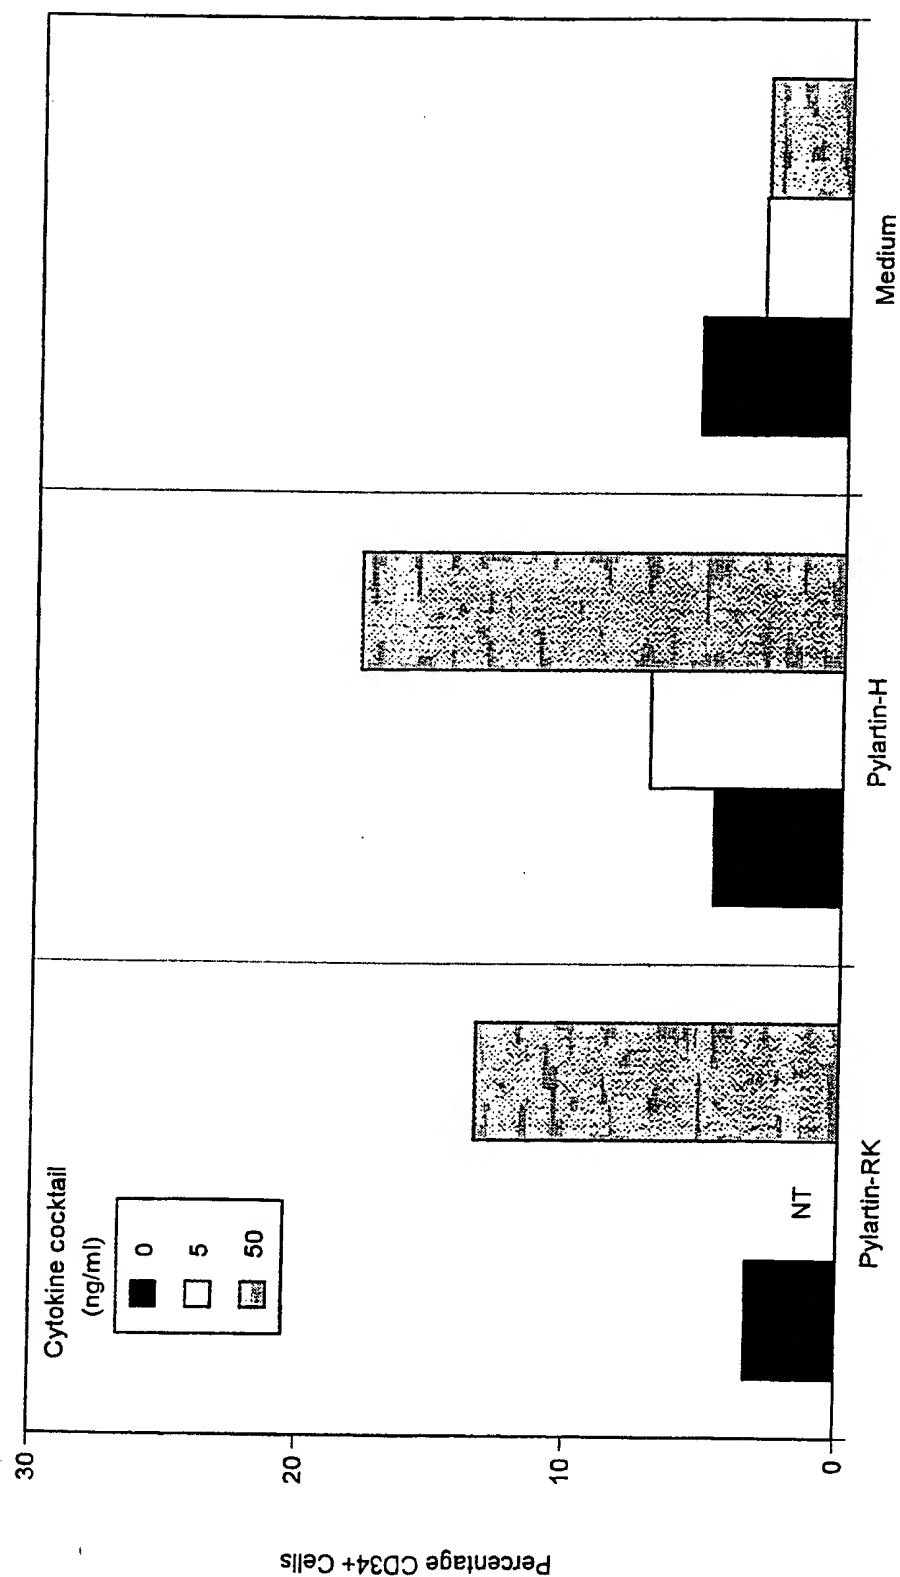 Percentage CD34+ Cells
30
20
10
0
Cytokine cocktail
(ng/ml)
0
5
50
NT
Pylartin-RK
Pylartin-H
Medium